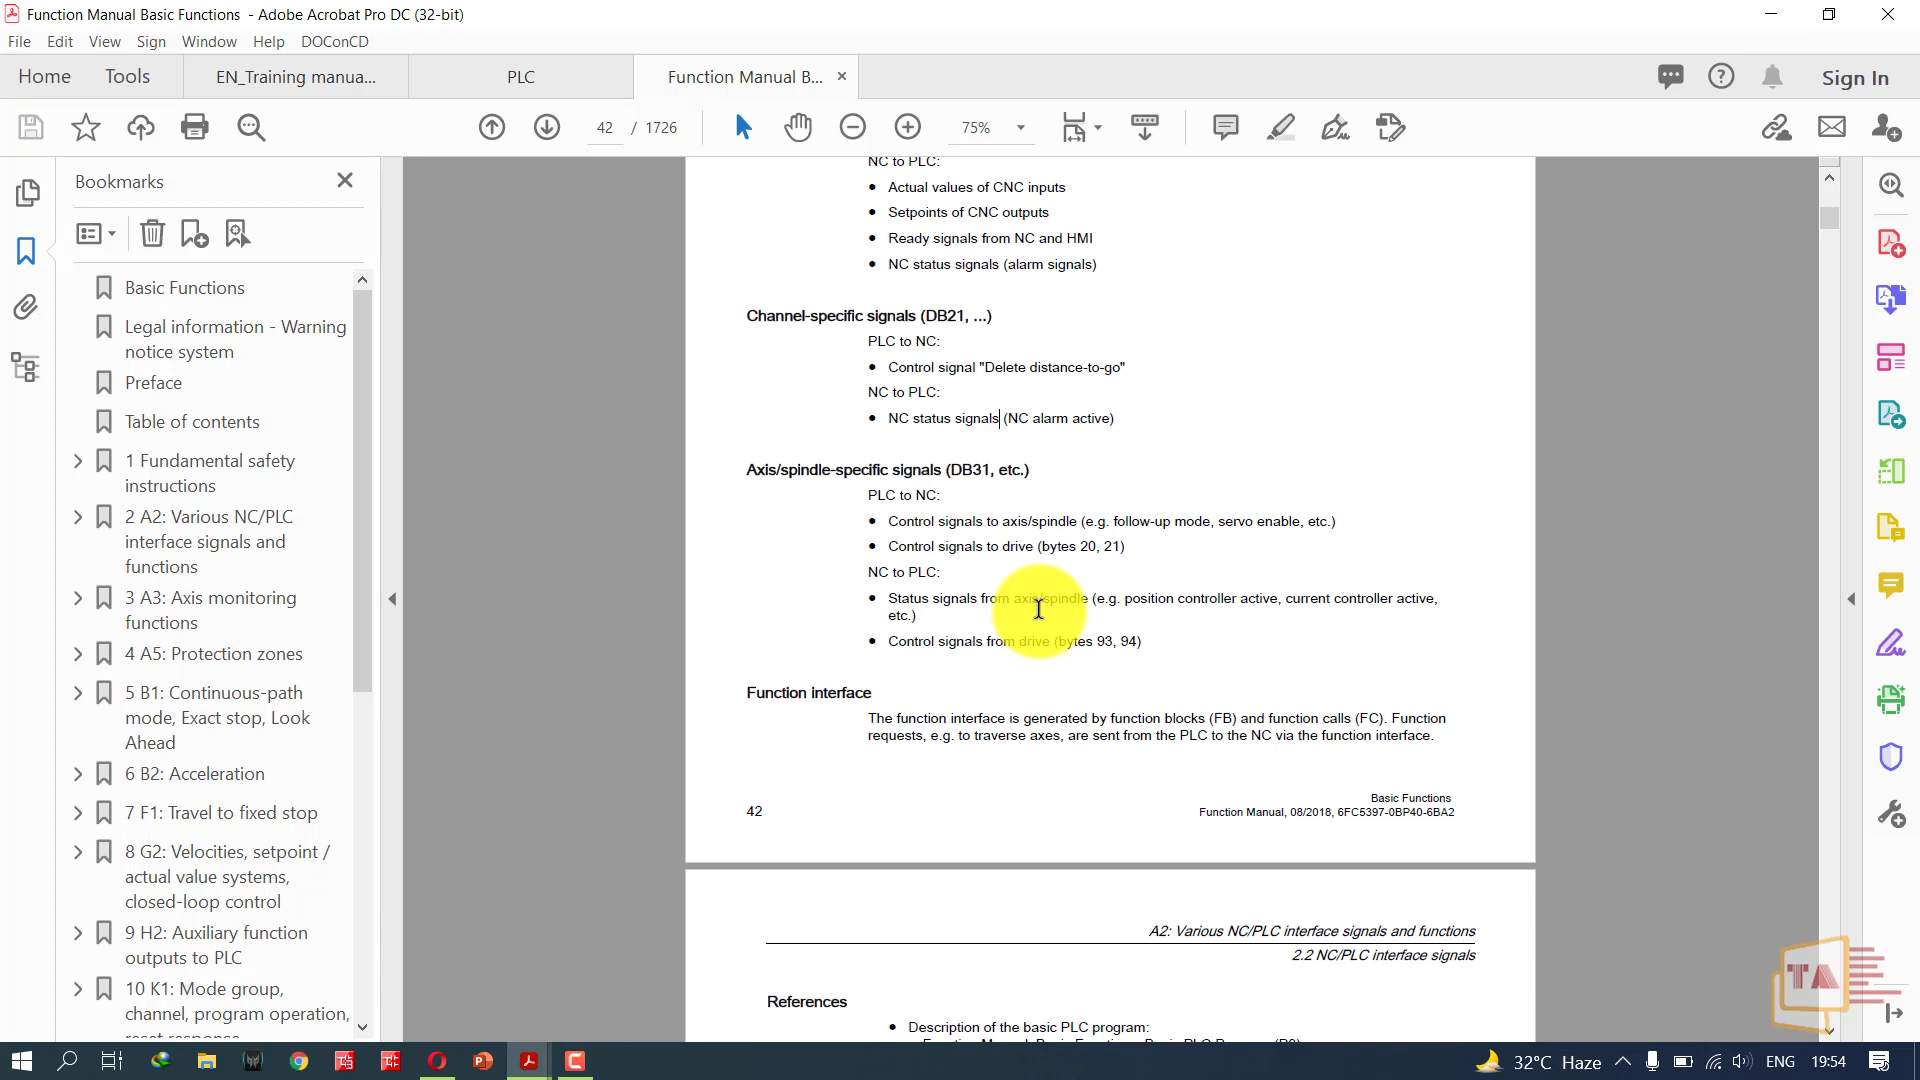 Function Manual Basic Functions - Adobe Acrobat Pro DC (32-bit)
File Edit View Sign Window Help DOConCD
Home Tools EN_Training manua... PLC Function Manual B... × Sign In
42 / 1726 75%
Bookmarks
Basic Functions
Legal information - Warning
notice system
Preface
Table of contents
1 Fundamental safety
instructions
2 A2: Various NC/PLC
interface signals and
functions
3 A3: Axis monitoring
functions
4 A5: Protection zones
5 B1: Continuous-path
mode, Exact stop, Look
Ahead
6 B2: Acceleration
7 F1: Travel to fixed stop
8 G2: Velocities, setpoint /
actual value systems,
closed-loop control
9 H2: Auxiliary function
outputs to PLC
10 K1: Mode group,
channel, program operation,
NC to PLC:
• Actual values of CNC inputs
• Setpoints of CNC outputs
• Ready signals from NC and HMI
• NC status signals (alarm signals)
Channel-specific signals (DB21, ...)
PLC to NC:
• Control signal "Delete distance-to-go"
NC to PLC:
• NC status signals (NC alarm active)
Axis/spindle-specific signals (DB31, etc.)
PLC to NC:
• Control signals to axis/spindle (e.g. follow-up mode, servo enable, etc.)
• Control signals to drive (bytes 20, 21)
NC to PLC:
• Status signals from axis/spindle (e.g. position controller active, current controller active,
etc.)
• Control signals from drive (bytes 93, 94)
Function interface
The function interface is generated by function blocks (FB) and function calls (FC). Function
requests, e.g. to traverse axes, are sent from the PLC to the NC via the function interface.
Basic Functions
42 Function Manual, 08/2018, 6FC5397-0BP40-6BA2
A2: Various NC/PLC interface signals and functions
2.2 NC/PLC interface signals
References
• Description of the basic PLC program:
TA
32°C Haze ENG 19:54